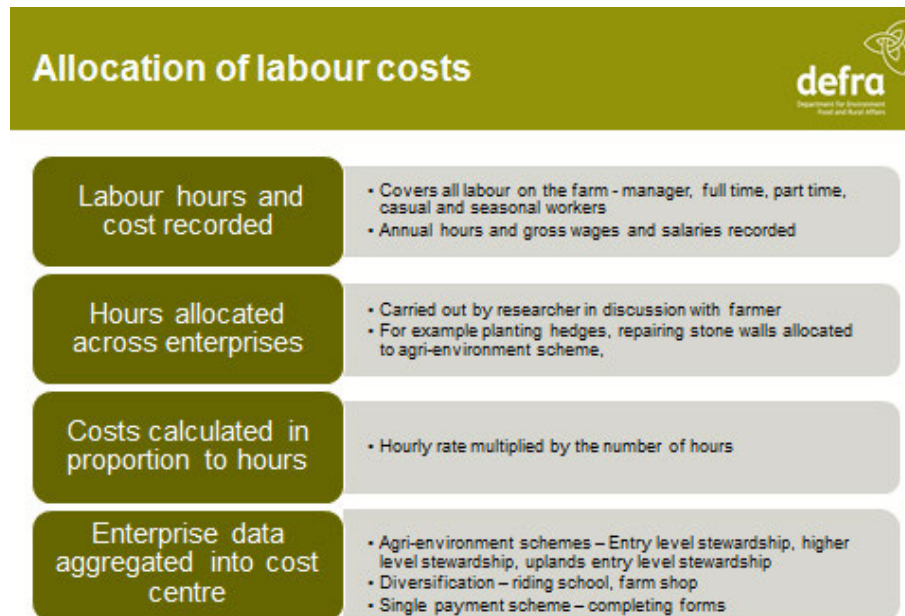 Allocation of labour costs
defra
Department for Environment
Food and Rural Affairs
Labour hours and
cost recorded
• Covers all labour on the farm - manager, full time, part time,
casual and seasonal workers
• Annual hours and gross wages and salaries recorded
Hours allocated
across enterprises
• Carried out by researcher in discussion with farmer
• For example planting hedges, repairing stone walls allocated
to agri-environment scheme,
Costs calculated in
proportion to hours
• Hourly rate multiplied by the number of hours
Enterprise data
aggregated into cost
centre
• Agri-environment schemes – Entry level stewardship, higher
level stewardship, uplands entry level stewardship
• Diversification – riding school, farm shop
• Single payment scheme – completing forms